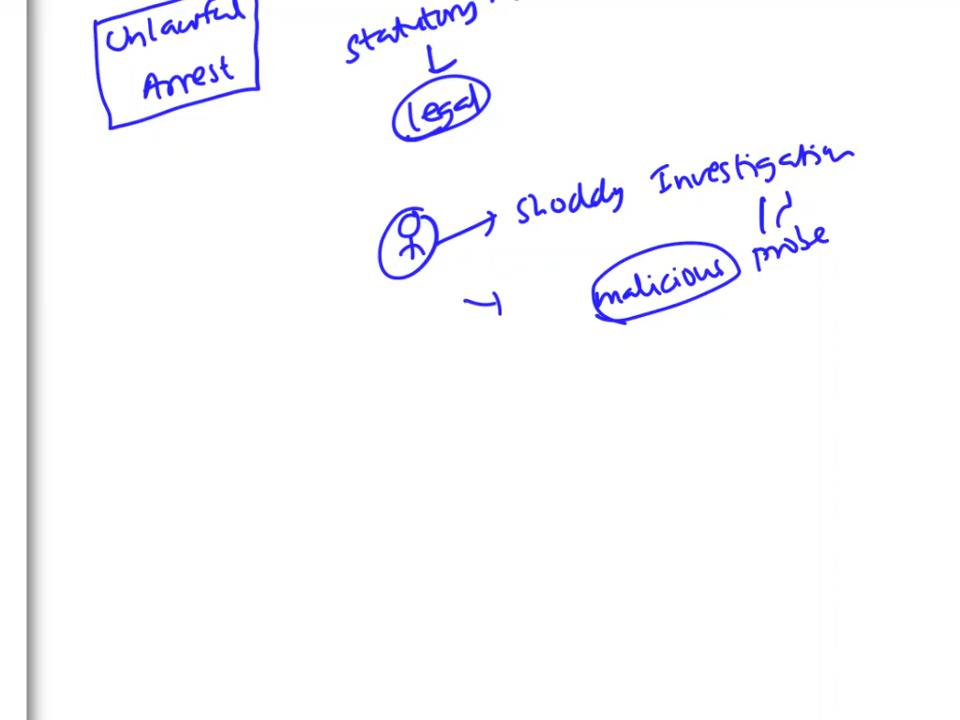 Unlawful
Arrest
Statutory
legal
Shoddy Investigation
probe
malicious